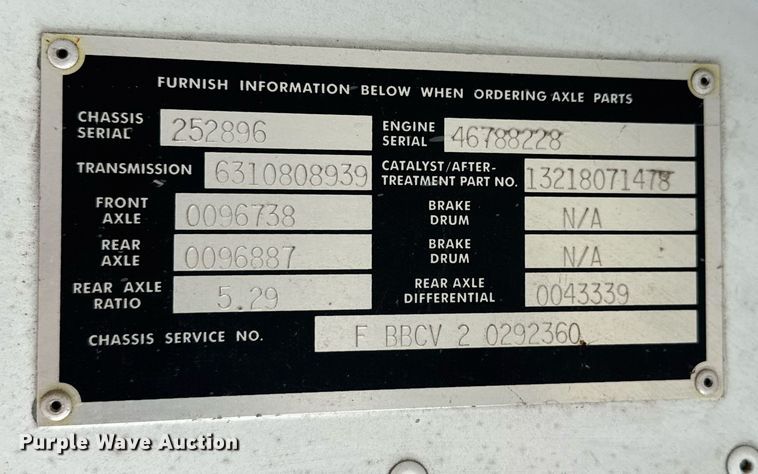 FURNISH INFORMATION BELOW WHEN ORDERING AXLE PARTS
CHASSIS SERIAL 252896 ENGINE SERIAL 46788228
TRANSMISSION 6310808939 CATALYST/AFTER-TREATMENT PART NO. 13218071478
FRONT AXLE 0096738 BRAKE DRUM N/A
REAR AXLE 0096887 BRAKE DRUM N/A
REAR AXLE RATIO 5.29 REAR AXLE DIFFERENTIAL 0043339
CHASSIS SERVICE NO. F BBCV 2 0292360
Purple Wave Auction